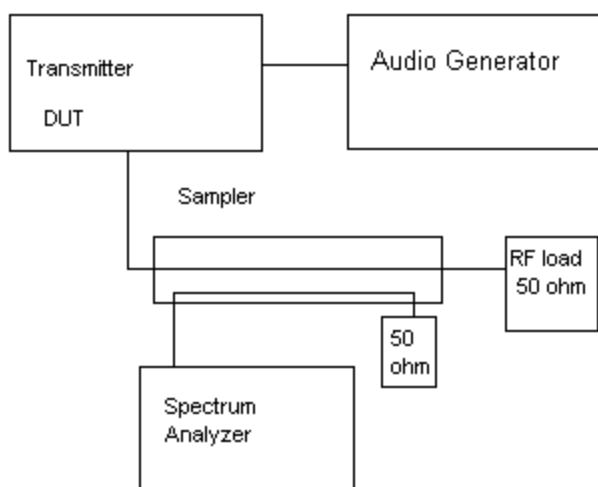 Transmitter
DUT
Audio Generator
Sampler
RF load
50 ohm
50
ohm
Spectrum
Analyzer